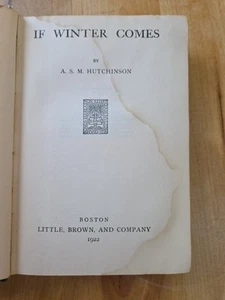 IF WINTER COMES
BY
A. S. M. HUTCHINSON
BOSTON
LITTLE, BROWN, AND COMPANY
1922